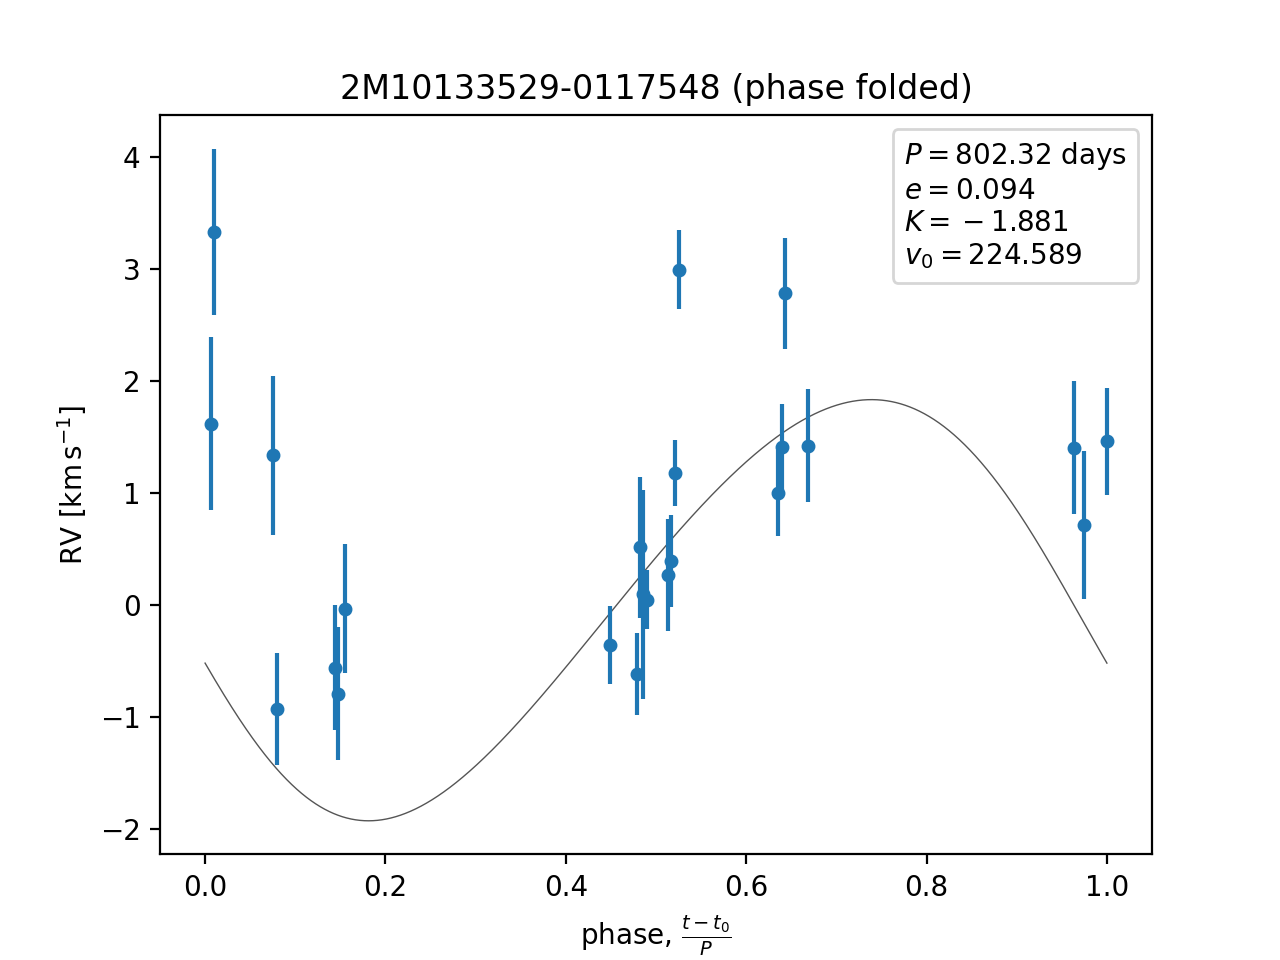 2M10133529-0117548 (phase folded)
P = 802.32 days
e = 0.094
K = −1.881
v₀ = 224.589
4
3
2
1
0
−1
−2
RV [km s⁻¹]
0.0 0.2 0.4 0.6 0.8 1.0
phase, (t − t₀)/P